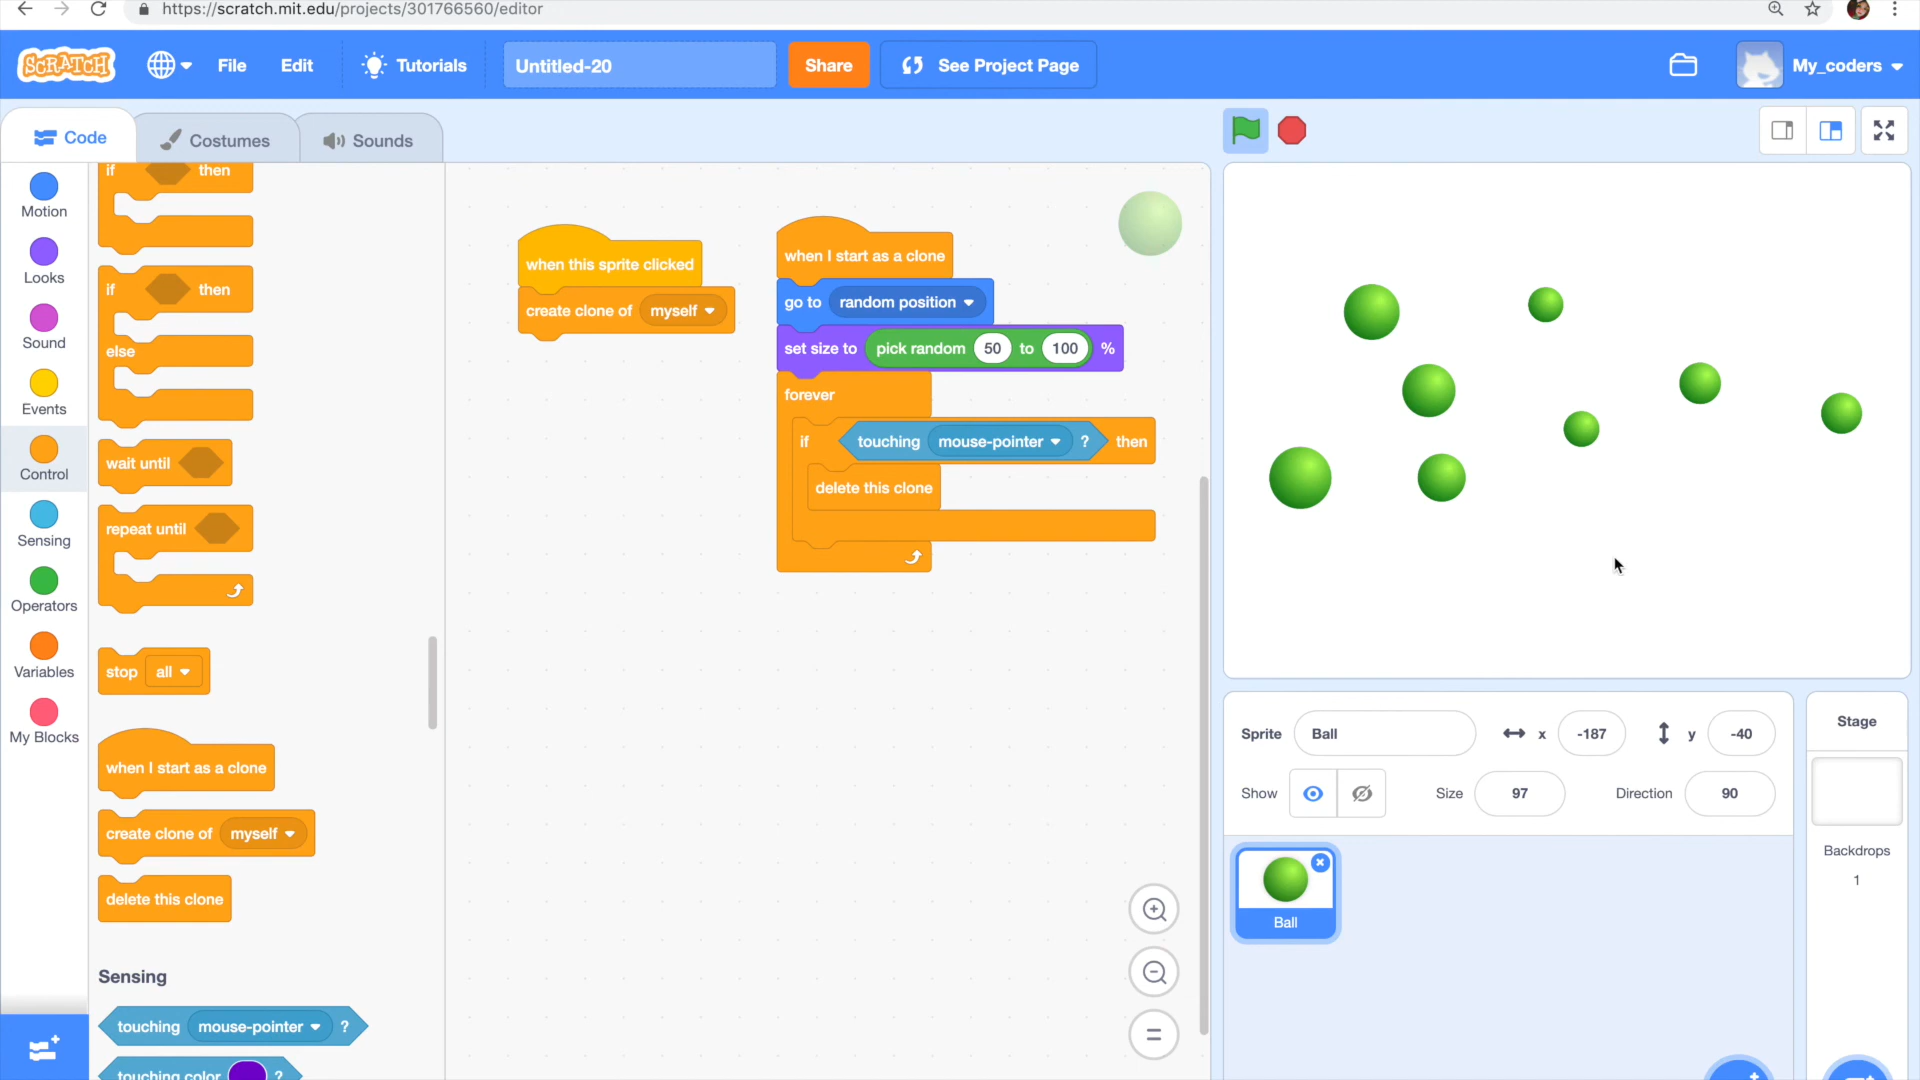 https://scratch.mit.edu/projects/301766560/editor
SCRATCH
File
Edit
Tutorials
Untitled-20
Share
See Project Page
My_coders
Code
Costumes
Sounds
Motion
Looks
Sound
Events
Control
Sensing
Operators
Variables
My Blocks
if then
if then
else
wait until
repeat until
stop all
when I start as a clone
create clone of myself
delete this clone
Sensing
touching mouse-pointer ?
touching color ?
when this sprite clicked
create clone of myself
when I start as a clone
go to random position
set size to pick random 50 to 100 %
forever
if touching mouse-pointer ? then
delete this clone
Sprite Ball x -187 y -40
Show Size 97 Direction 90
Ball
Stage
Backdrops
1